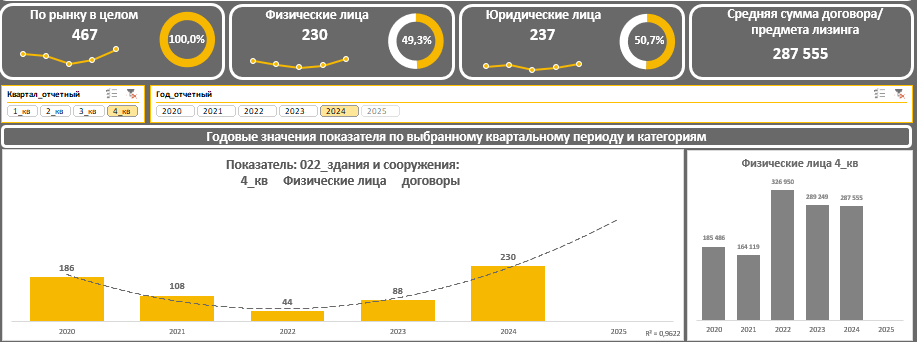 По рынку в целом
467
100,0%
Физические лица
230
49,3%
Юридические лица
237
50,7%
Средняя сумма договора/
предмета лизинга
287 555
Квартал_отчетный
1_кв 2_кв 3_кв 4_кв
Год_отчетный
2020 2021 2022 2023 2024 2025
Годовые значения показателя по выбранному квартальному периоду и категориям
Показатель: 022_здания и сооружения:
4_кв Физические лица договоры
186
108
44
88
230
2020 2021 2022 2023 2024 2025
R² = 0,9622
Физические лица 4_кв
185 486
164 119
326 950
289 249
287 555
2020 2021 2022 2023 2024 2025